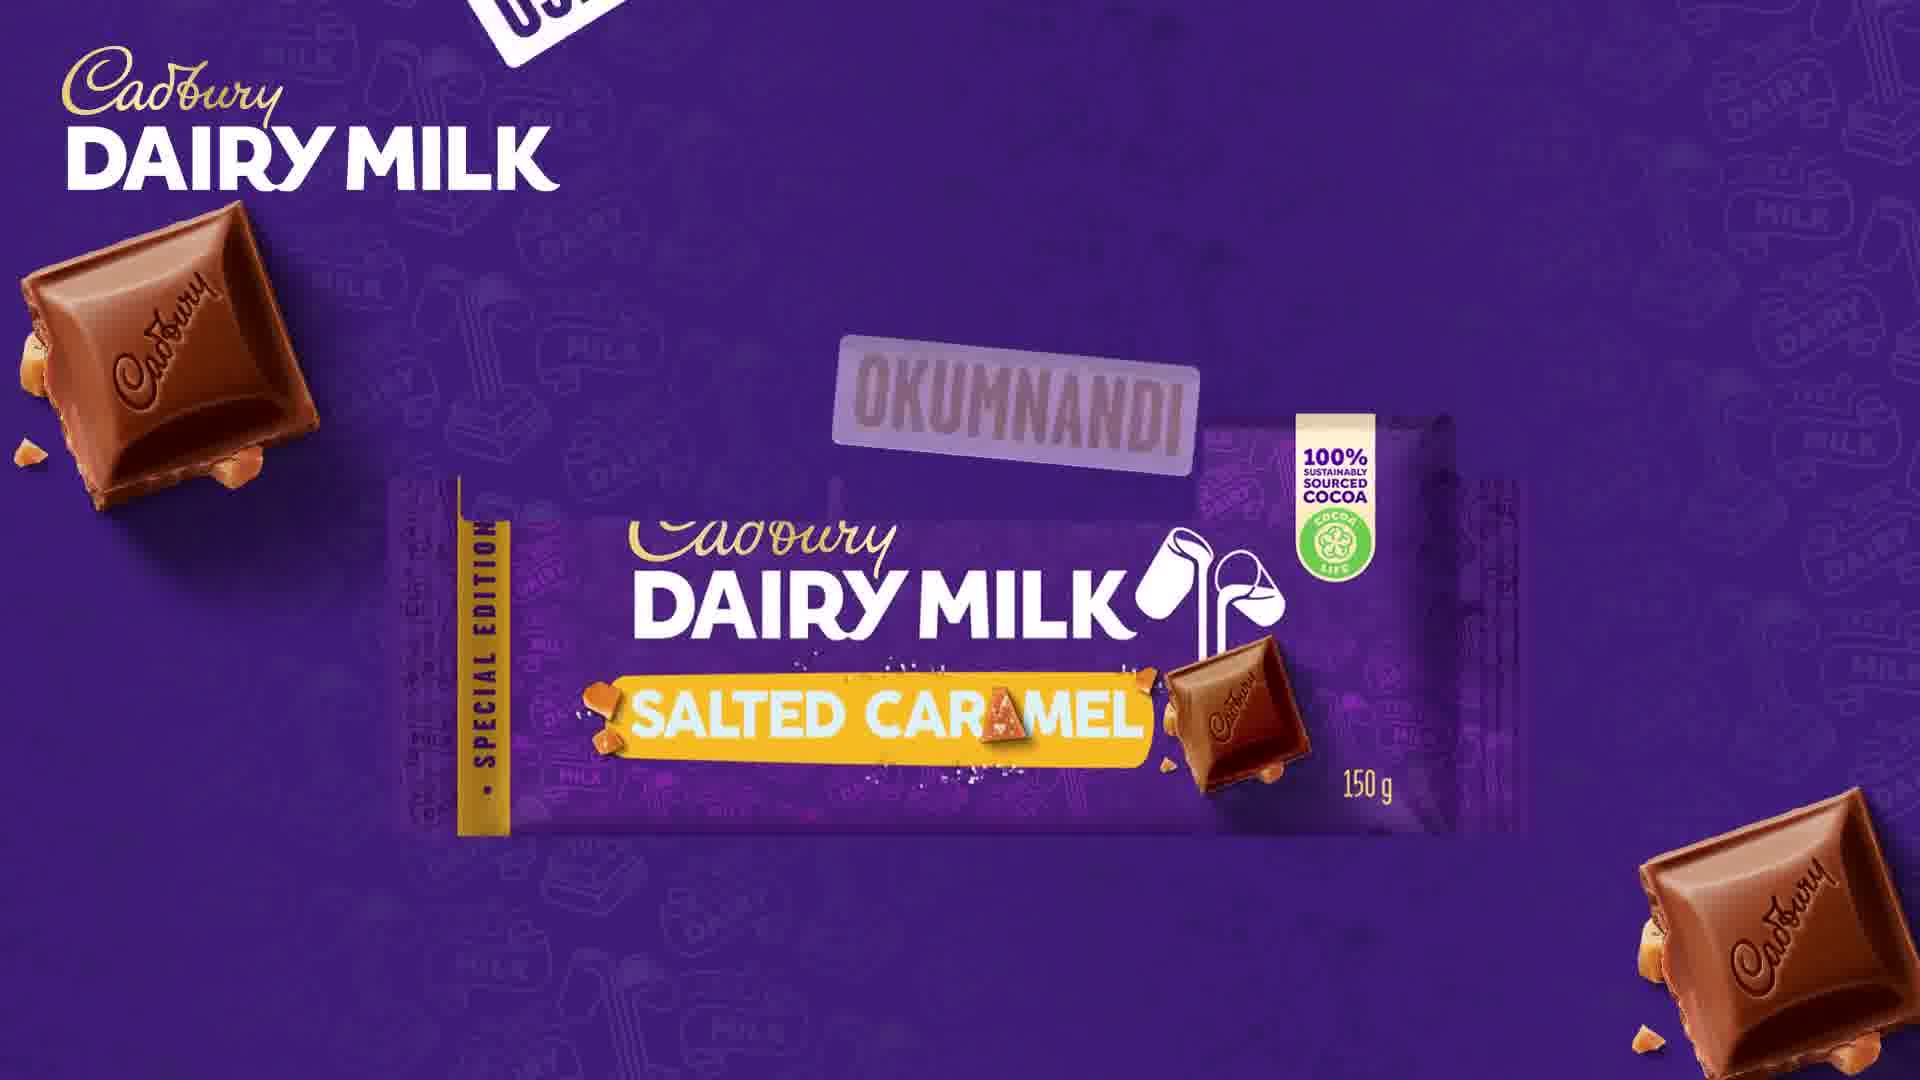 Cadbury
DAIRY MILK
Cadbury
OKUMNANDI
100%
SUSTAINABLY
SOURCED
COCOA
COCOA
LIFE
• SPECIAL EDITION
Cadbury
DAIRY MILK
SALTED CARAMEL
Cadbury
150 g
Cadbury